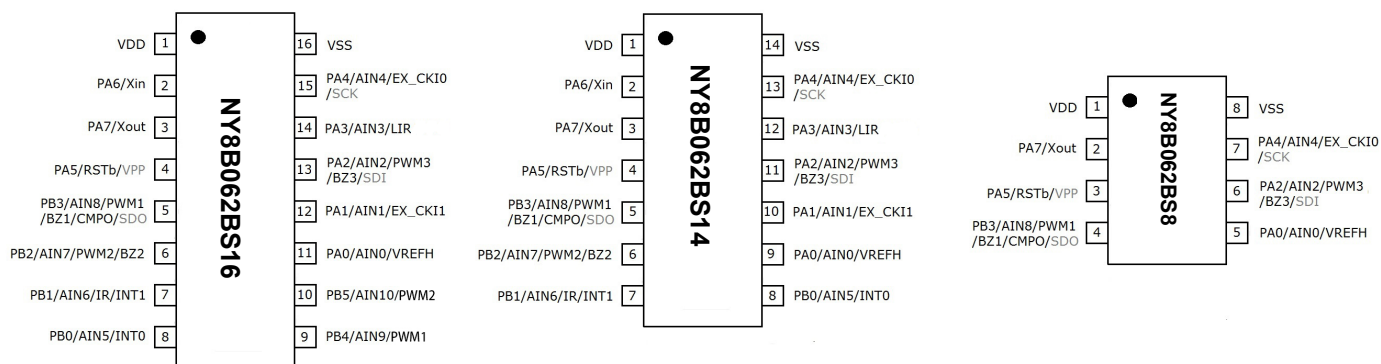 VDD 1
PA6/Xin 2
PA7/Xout 3
PA5/RSTb/VPP 4
PB3/AIN8/PWM1
/BZ1/CMPO/SDO 5
PB2/AIN7/PWM2/BZ2 6
PB1/AIN6/IR/INT1 7
PB0/AIN5/INT0 8
NY8B062BS16
16 VSS
15 PA4/AIN4/EX_CKI0
/SCK
14 PA3/AIN3/LIR
13 PA2/AIN2/PWM3
/BZ3/SDI
12 PA1/AIN1/EX_CKI1
11 PA0/AIN0/VREFH
10 PB5/AIN10/PWM2
9 PB4/AIN9/PWM1
VDD 1
PA6/Xin 2
PA7/Xout 3
PA5/RSTb/VPP 4
PB3/AIN8/PWM1
/BZ1/CMPO/SDO 5
PB2/AIN7/PWM2/BZ2 6
PB1/AIN6/IR/INT1 7
NY8B062BS14
14 VSS
13 PA4/AIN4/EX_CKI0
/SCK
12 PA3/AIN3/LIR
11 PA2/AIN2/PWM3
/BZ3/SDI
10 PA1/AIN1/EX_CKI1
9 PA0/AIN0/VREFH
8 PB0/AIN5/INT0
VDD 1
PA7/Xout 2
PA5/RSTb/VPP 3
PB3/AIN8/PWM1
/BZ1/CMPO/SDO 4
NY8B062BS8
8 VSS
7 PA4/AIN4/EX_CKI0
/SCK
6 PA2/AIN2/PWM3
/BZ3/SDI
5 PA0/AIN0/VREFH